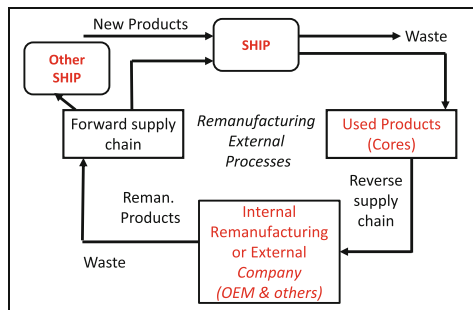 New Products
SHIP
Waste
Other
SHIP
Forward supply
chain
Remanufacturing
External
Processes
Used Products
(Cores)
Reverse
supply
chain
Reman.
Products
Internal
Remanufacturing
or External
Company
(OEM & others)
Waste